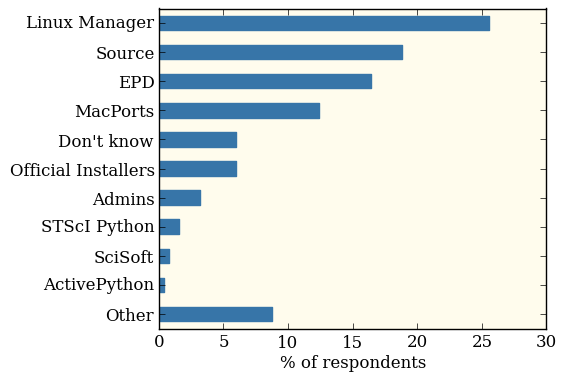 Linux Manager
Source
EPD
MacPorts
Don't know
Official Installers
Admins
STScI Python
SciSoft
ActivePython
Other
0 5 10 15 20 25 30
% of respondents